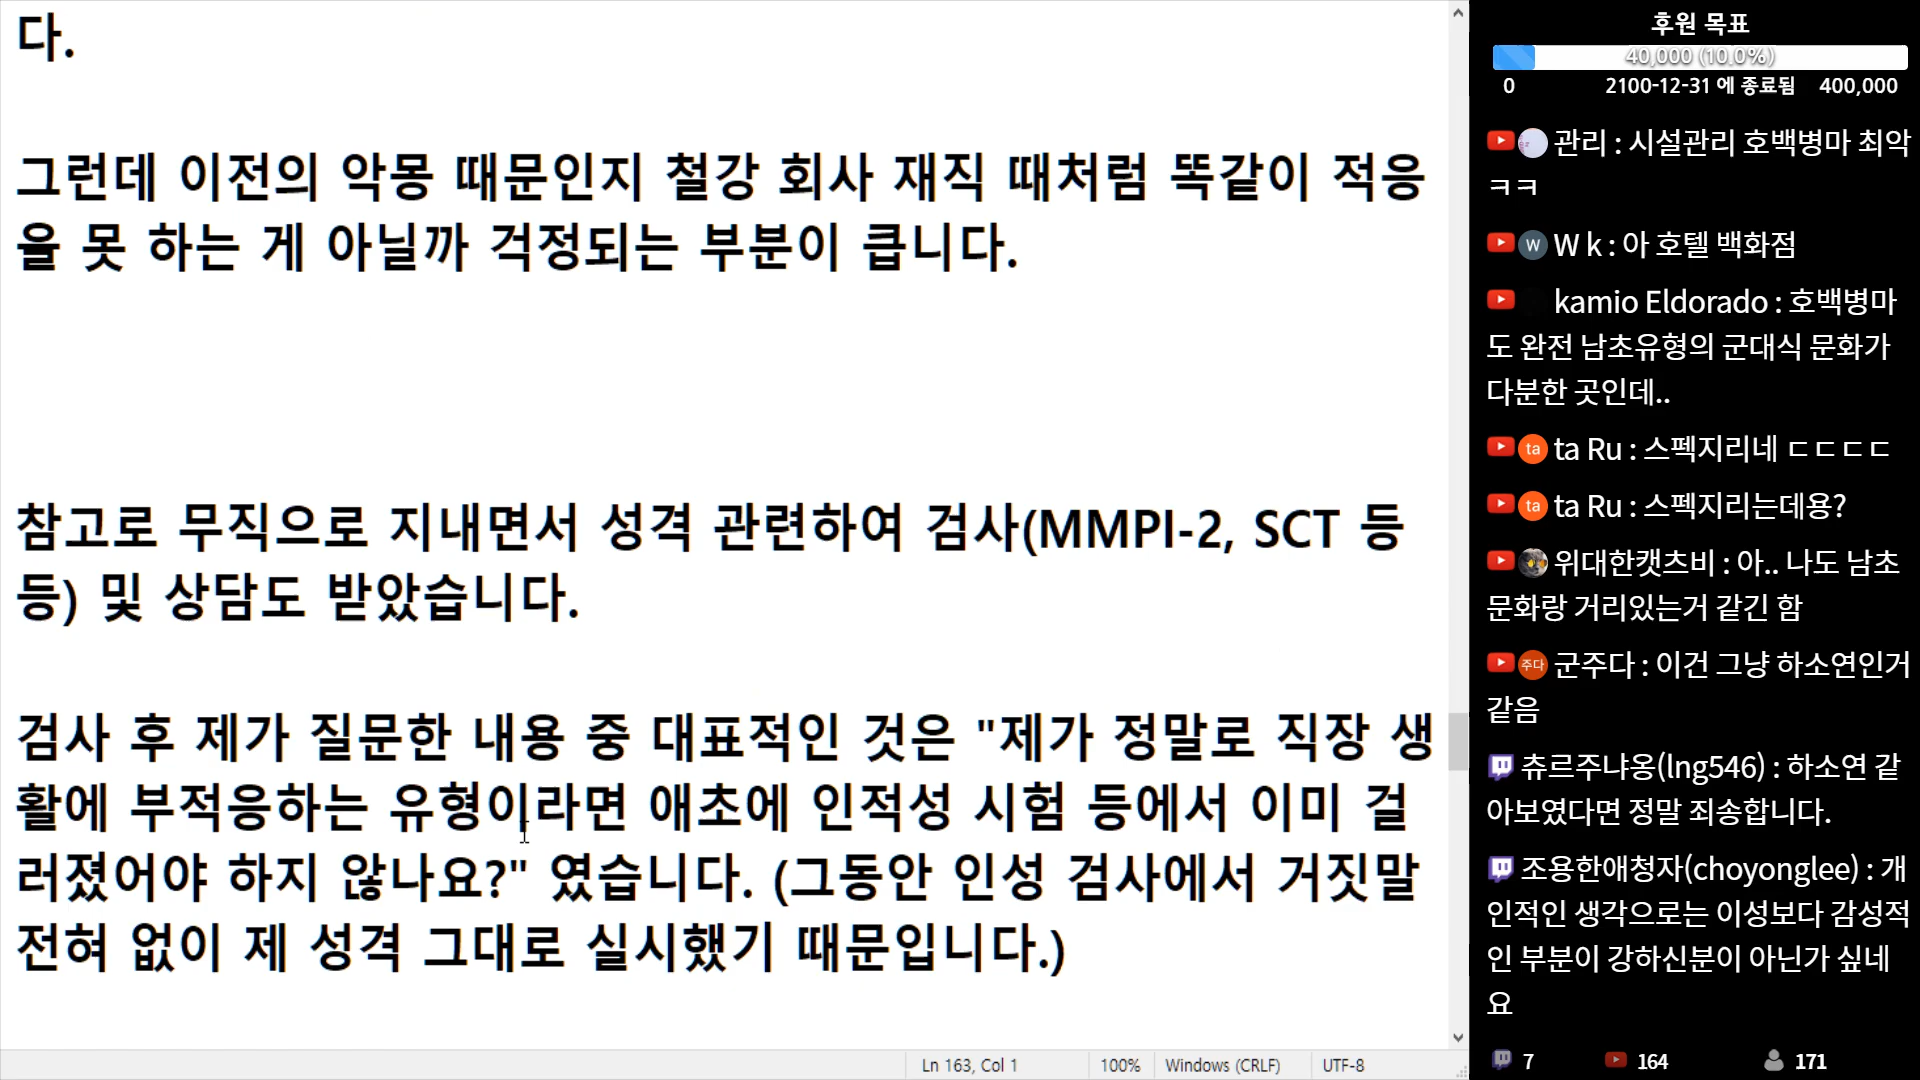 다.
그런데 이전의 악몽 때문인지 철강 회사 재직 때처럼 똑같이 적응
을 못 하는 게 아닐까 걱정되는 부분이 큽니다.
참고로 무직으로 지내면서 성격 관련하여 검사(MMPI-2, SCT 등
등) 및 상담도 받았습니다.
검사 후 제가 질문한 내용 중 대표적인 것은 "제가 정말로 직장 생
활에 부적응하는 유형이라면 애초에 인적성 시험 등에서 이미 걸
러졌어야 하지 않나요?" 였습니다. (그동안 인성 검사에서 거짓말
전혀 없이 제 성격 그대로 실시했기 때문입니다.)
Ln 163, Col 1
100%
Windows (CRLF)
UTF-8
후원 목표
40,000 (10.0%)
0 2100-12-31 에 종료됨 400,000
관리 : 시설관리 호백병마 최악
ㅋㅋ
W W k : 아 호텔 백화점
kamio Eldorado : 호백병마
도 완전 남초유형의 군대식 문화가
다분한 곳인데..
ta ta Ru : 스펙지리네 ㄷㄷㄷㄷ
ta ta Ru : 스펙지리는데용?
위대한캣츠비 : 아.. 나도 남초
문화랑 거리있는거 같긴 함
주다 군주다 : 이건 그냥 하소연인거
같음
츄르주냐옹(lng546) : 하소연 같
아보였다면 정말 죄송합니다.
조용한애청자(choyonglee) : 개
인적인 생각으로는 이성보다 감성적
인 부분이 강하신분이 아닌가 싶네
요
7 164 171